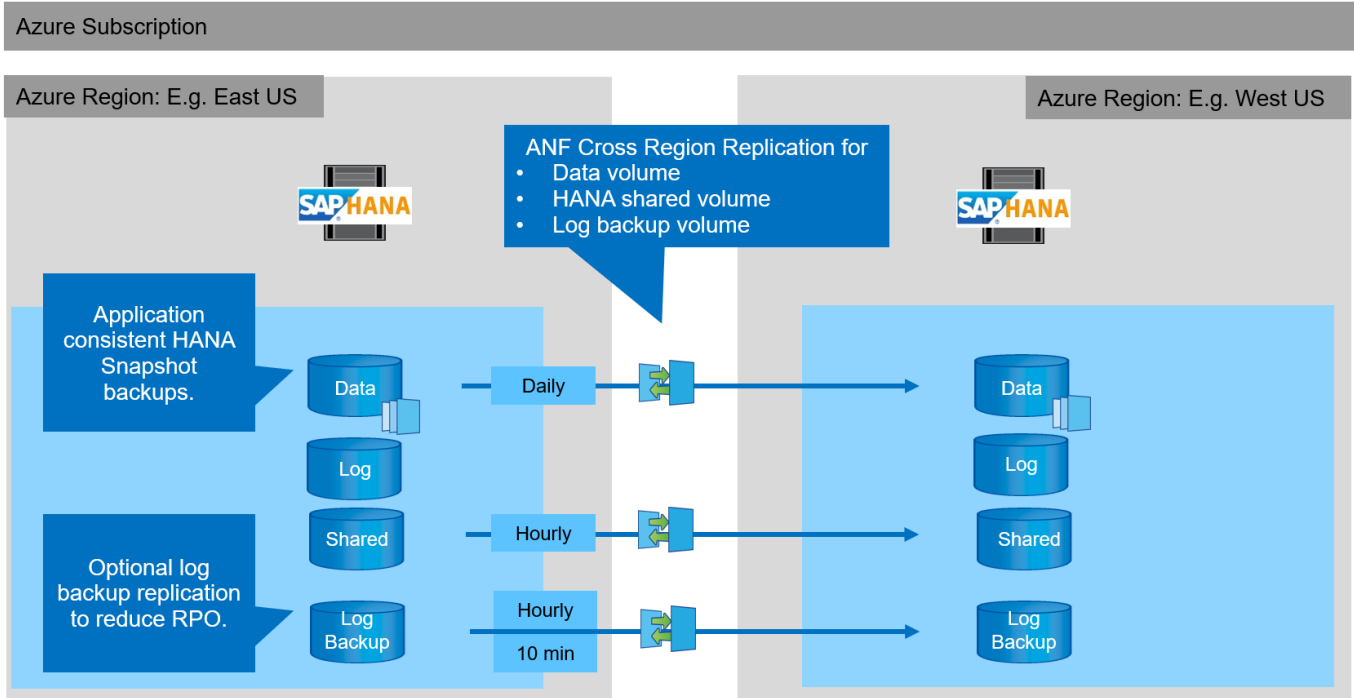 Azure Subscription
Azure Region: E.g. East US
Azure Region: E.g. West US
ANF Cross Region Replication for
• Data volume
• HANA shared volume
• Log backup volume
SAP HANA
SAP HANA
Application
consistent HANA
Snapshot
backups.
Data
Daily
Data
Log
Log
Shared
Hourly
Shared
Optional log
backup replication
to reduce RPO.
Log
Backup
Hourly
10 min
Log
Backup